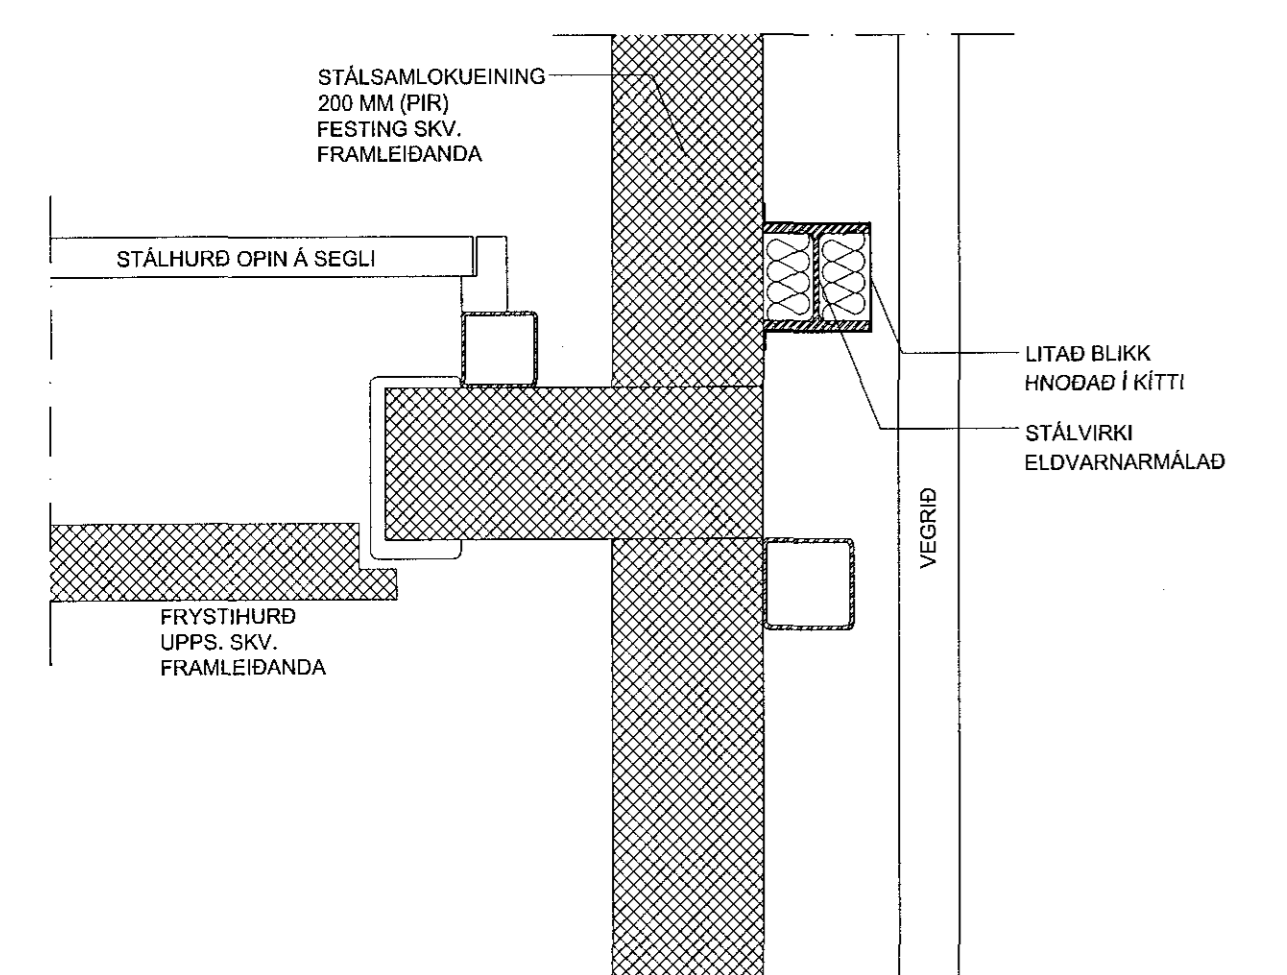 STÁLSAMLOKUEINING
200 MM (PIR)
FESTING SKV.
FRAMLEIÐANDA
STÁLHURÐ OPIN Á SEGLI
LITAÐ BLIKK
HNOÐAÐ Í KÍTTI
STÁLVIRKI
ELDVARNARMÁLAÐ
VEGRIÐ
FRYSTIHURÐ
UPPS. SKV.
FRAMLEIÐANDA